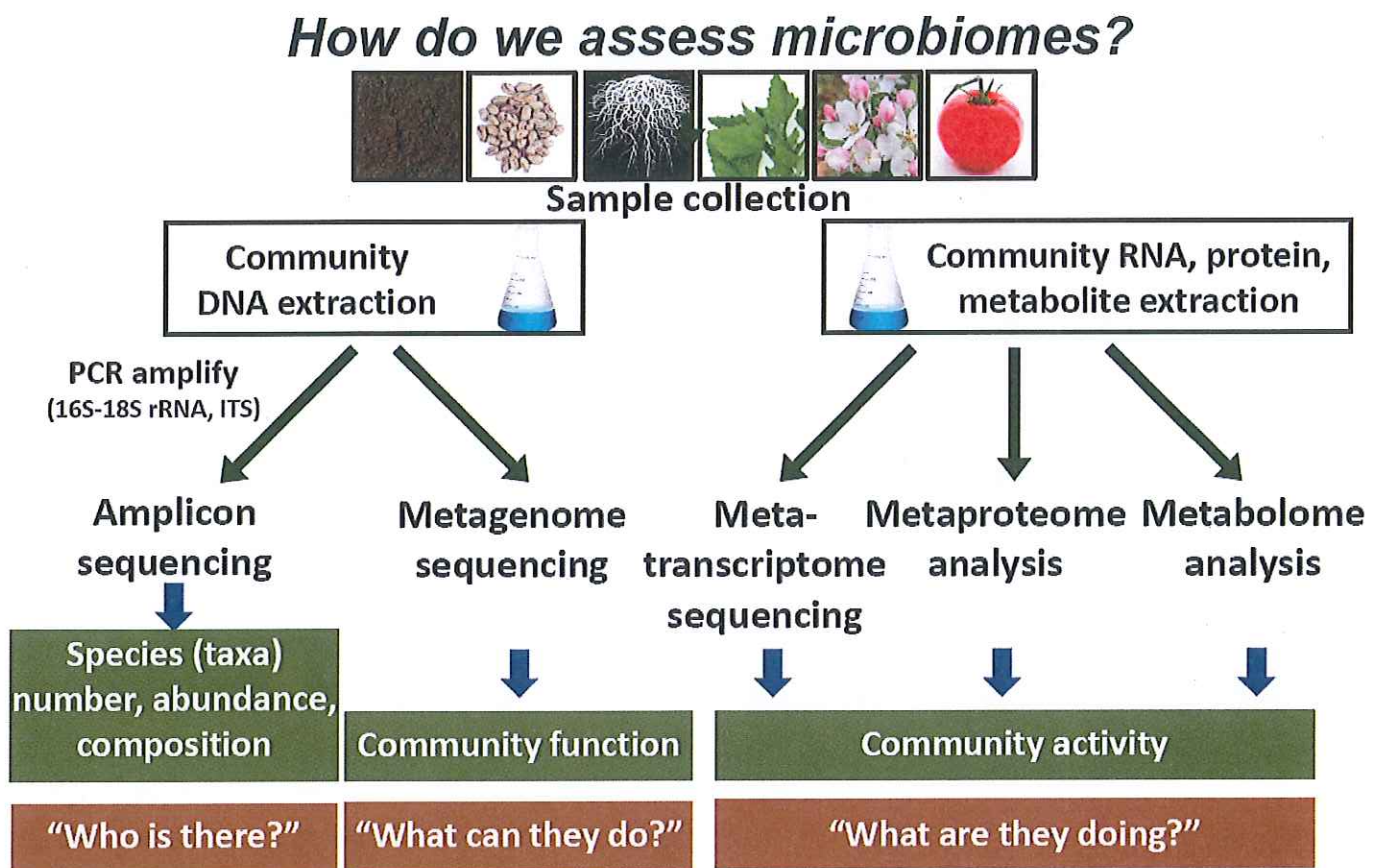 How do we assess microbiomes?
Sample collection
Community
DNA extraction
Community RNA, protein,
metabolite extraction
PCR amplify
(16S-18S rRNA, ITS)
Amplicon
sequencing
Metagenome
sequencing
Meta-
transcriptome
sequencing
Metaproteome
analysis
Metabolome
analysis
Species (taxa)
number, abundance,
composition
Community function
Community activity
"Who is there?"
"What can they do?"
"What are they doing?"